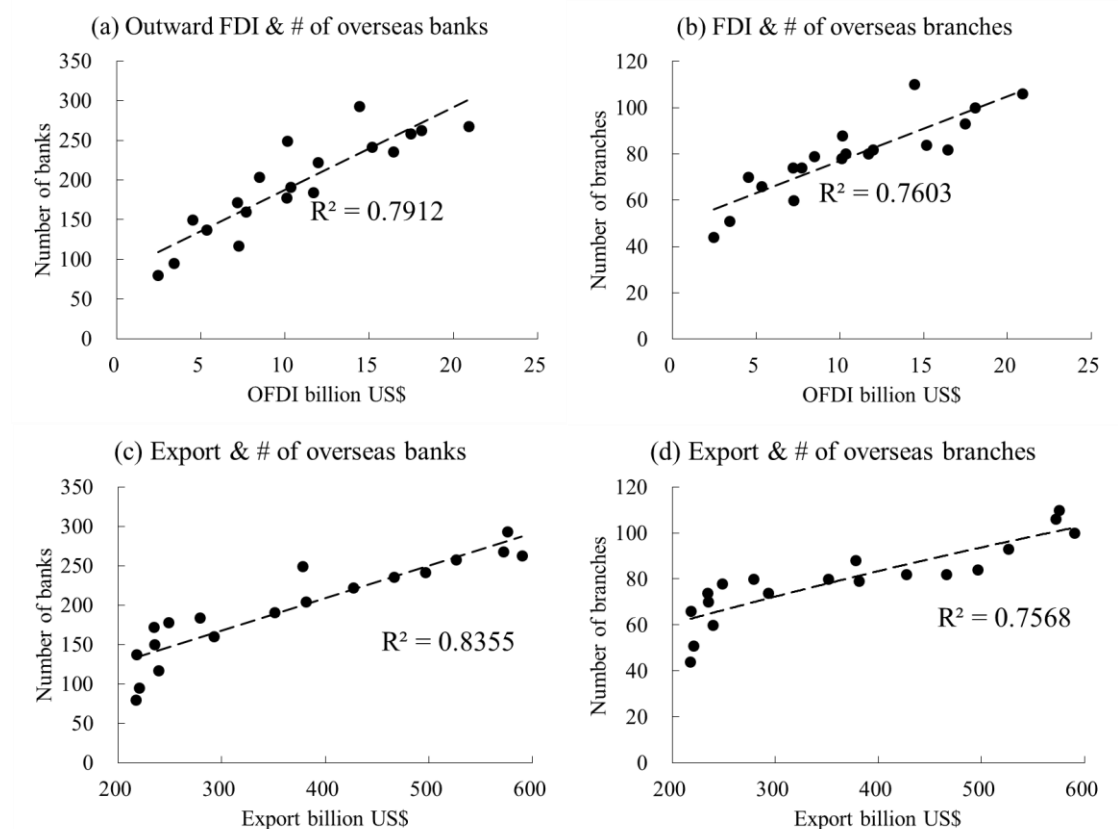 (a) Outward FDI & # of overseas banks
350
300
250
200
150
100
50
0
Number of banks
R² = 0.7912
0 5 10 15 20 25
OFDI billion US$
(b) FDI & # of overseas branches
120
100
80
60
40
20
0
Number of branches
R² = 0.7603
0 5 10 15 20 25
OFDI billion US$
(c) Export & # of overseas banks
350
300
250
200
150
100
50
0
Number of banks
R² = 0.8355
200 300 400 500 600
Export billion US$
(d) Export & # of overseas branches
120
100
80
60
40
20
0
Number of branches
R² = 0.7568
200 300 400 500 600
Export billion US$